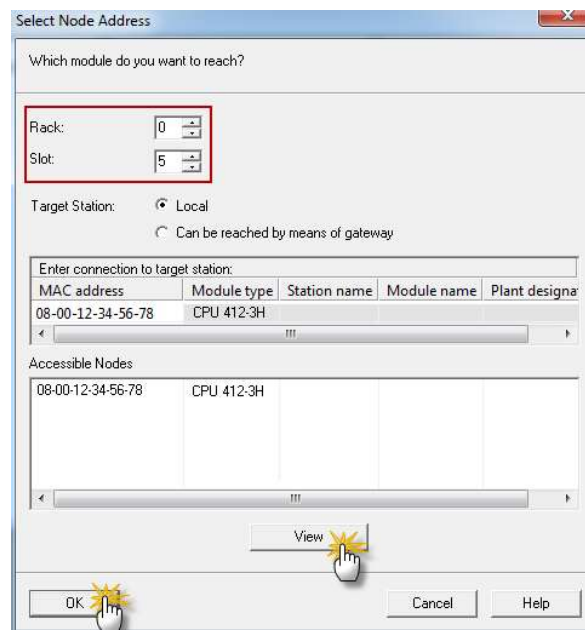 Select Node Address
Which module do you want to reach?
Rack: 0
Slot: 5
Target Station: Local
Can be reached by means of gateway
Enter connection to target station:
MAC address Module type Station name Module name Plant designa
08-00-12-34-56-78 CPU 412-3H
Accessible Nodes
08-00-12-34-56-78 CPU 412-3H
View
OK Cancel Help